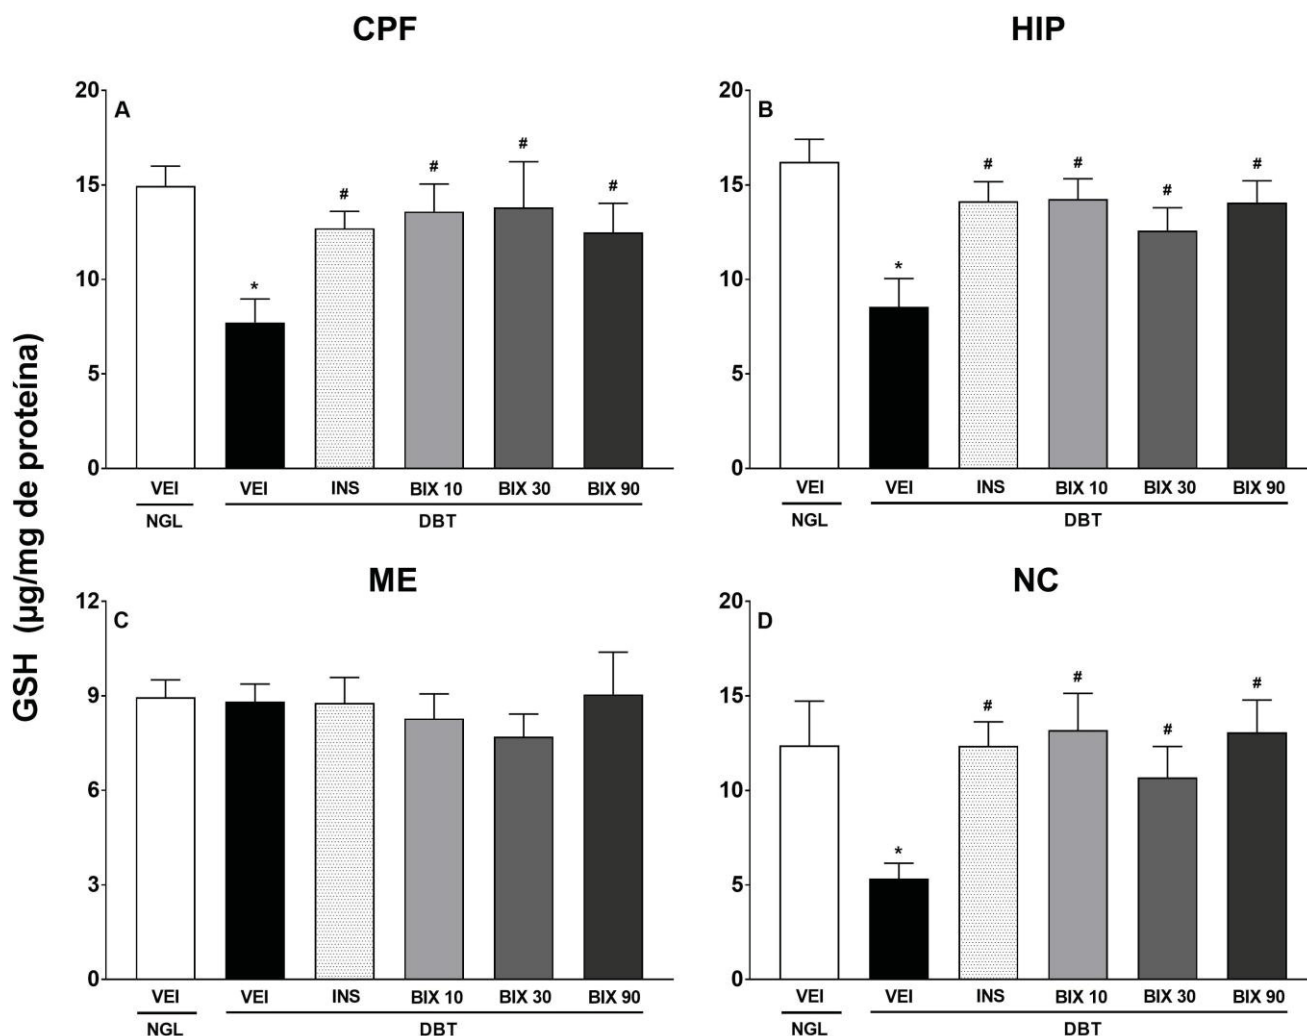 CPF
HIP
GSH (µg/mg de proteína)
A
20
15
10
5
0
* # # # #
VEI VEI INS BIX 10 BIX 30 BIX 90
NGL DBT
B
20
15
10
5
0
* # # # #
VEI VEI INS BIX 10 BIX 30 BIX 90
NGL DBT
ME
NC
C
12
9
6
3
0
VEI VEI INS BIX 10 BIX 30 BIX 90
NGL DBT
D
20
15
10
5
0
* # # # #
VEI VEI INS BIX 10 BIX 30 BIX 90
NGL DBT